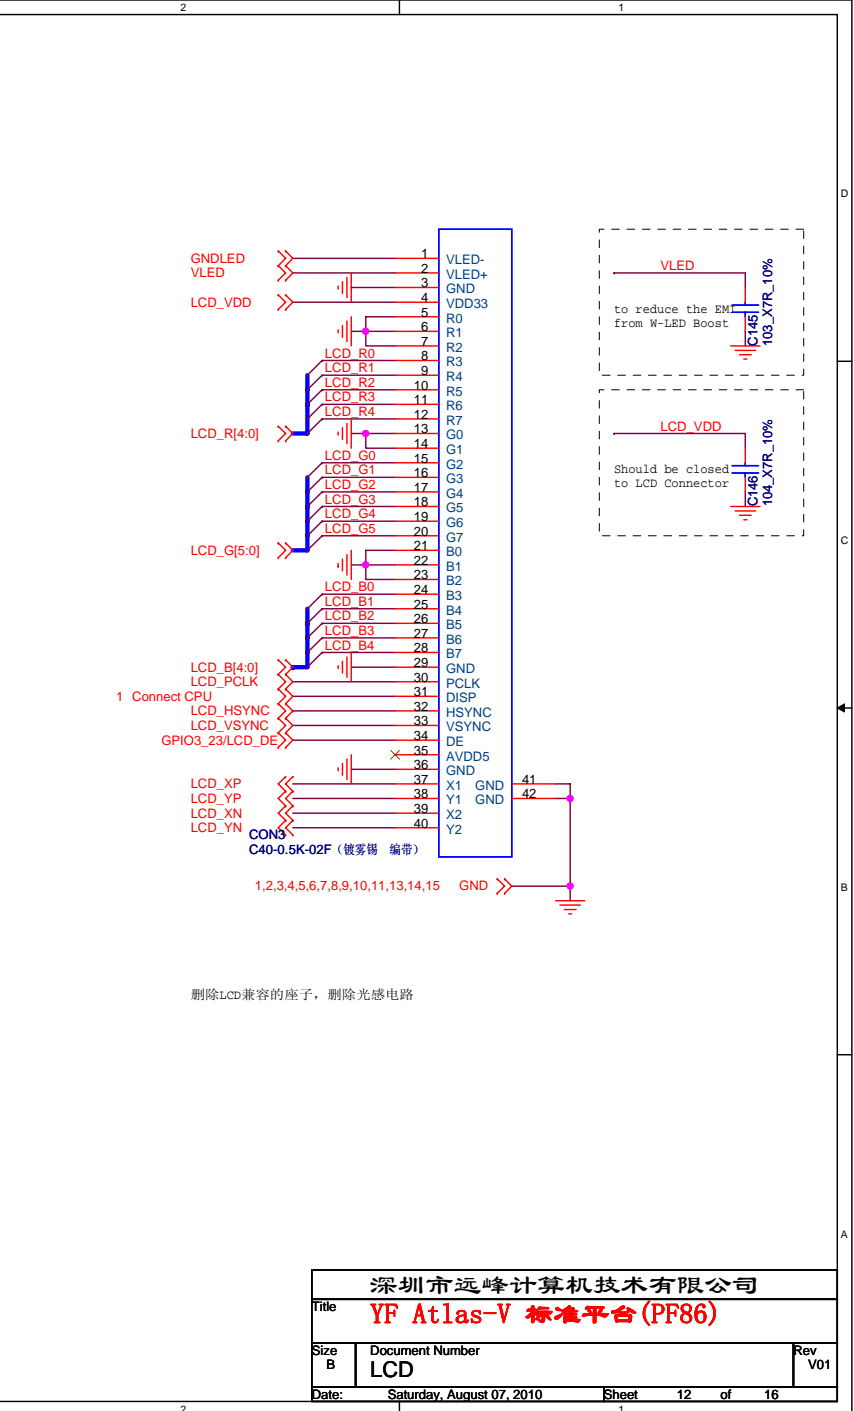 2 1
D
GNDLED 1 VLED-
VLED 2 VLED+
3 GND
LCD_VDD 4 VDD33
5 R0
6 R1
7 R2
LCD_R0 8 R3
LCD_R1 9 R4
LCD_R2 10 R5
LCD_R3 11 R6
LCD_R4 12 R7
LCD_R[4:0] 13 G0
14 G1
LCD_G0 15 G2
LCD_G1 16 G3
LCD_G2 17 G4
LCD_G3 18 G5
LCD_G4 19 G6
LCD_G5 20 G7
LCD_G[5:0] 21 B0
22 B1
23 B2
LCD_B0 24 B3
LCD_B1 25 B4
LCD_B2 26 B5
LCD_B3 27 B6
LCD_B4 28 B7
LCD_B[4:0] 29 GND
LCD_PCLK 30 PCLK
1 Connect CPU 31 DISP
LCD_HSYNC 32 HSYNC
LCD_VSYNC 33 VSYNC
GPIO3_23/LCD_DE 34 DE
35 AVDD5
36 GND
LCD_XP 37 X1 GND 41
LCD_YP 38 Y1 GND 42
LCD_XN 39 X2
LCD_YN 40 Y2
CON3
C40-0.5K-02F（镀雾锡 编带）
1,2,3,4,5,6,7,8,9,10,11,13,14,15 GND
VLED
to reduce the EMI
from W-LED Boost
C145
103_X7R_10%
LCD_VDD
Should be closed
to LCD Connector
C146
104_X7R_10%
C
B
删除LCD兼容的座子，删除光感电路
A
深圳市远峰计算机技术有限公司
Title
YF Atlas-V 标准平台(PF86)
Size Document Number Rev
B LCD V01
Date: Saturday, August 07, 2010 Sheet 12 of 16
2 1